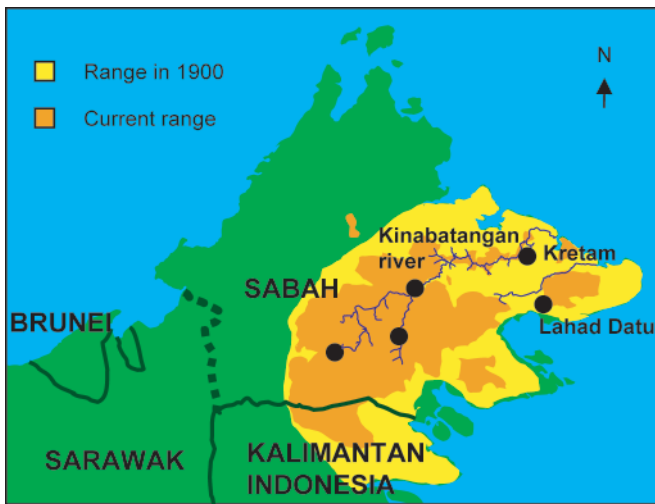 Range in 1900
Current range
N
Kinabatangan
river
Kretam
SABAH
BRUNEI
Lahad Datu
SARAWAK
KALIMANTAN
INDONESIA